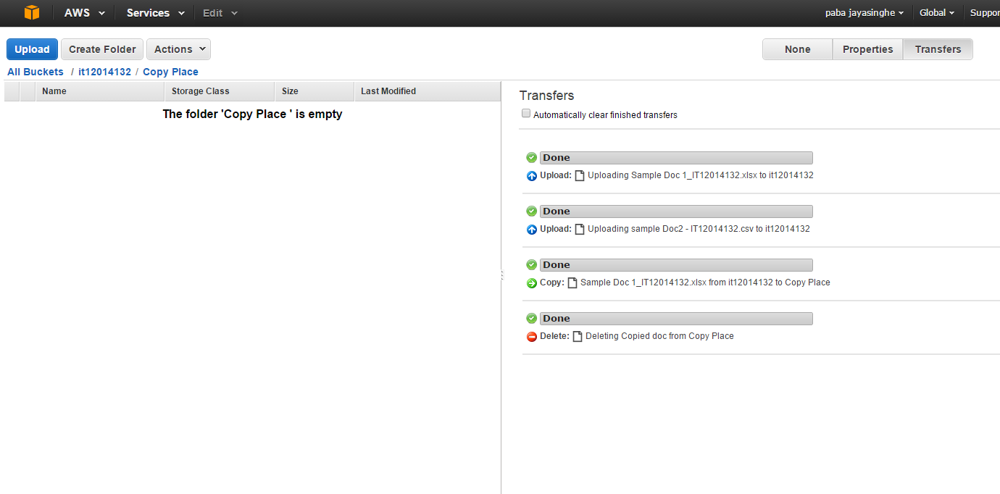 AWS Services Edit paba jayasinghe Global Suppor
Upload Create Folder Actions None Properties Transfers
All Buckets / it12014132 / Copy Place
Name Storage Class Size Last Modified
The folder 'Copy Place ' is empty
Transfers
Automatically clear finished transfers
Done
Upload: Uploading Sample Doc 1_IT12014132.xlsx to it12014132
Done
Upload: Uploading sample Doc2 - IT12014132.csv to it12014132
Done
Copy: Sample Doc 1_IT12014132.xlsx from it12014132 to Copy Place
Done
Delete: Deleting Copied doc from Copy Place